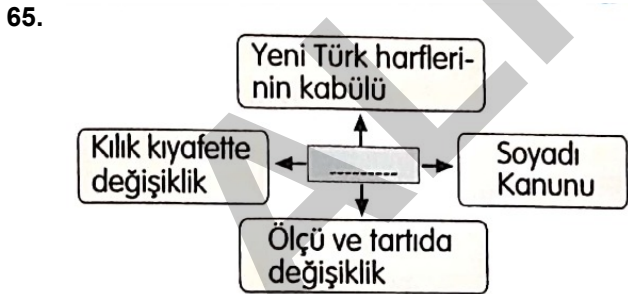 65.
Yeni Türk harfleri-
nin kabülü
Kılık kıyafette
değişiklik
---------
Soyadı
Kanunu
Ölçü ve tartıda
değişiklik